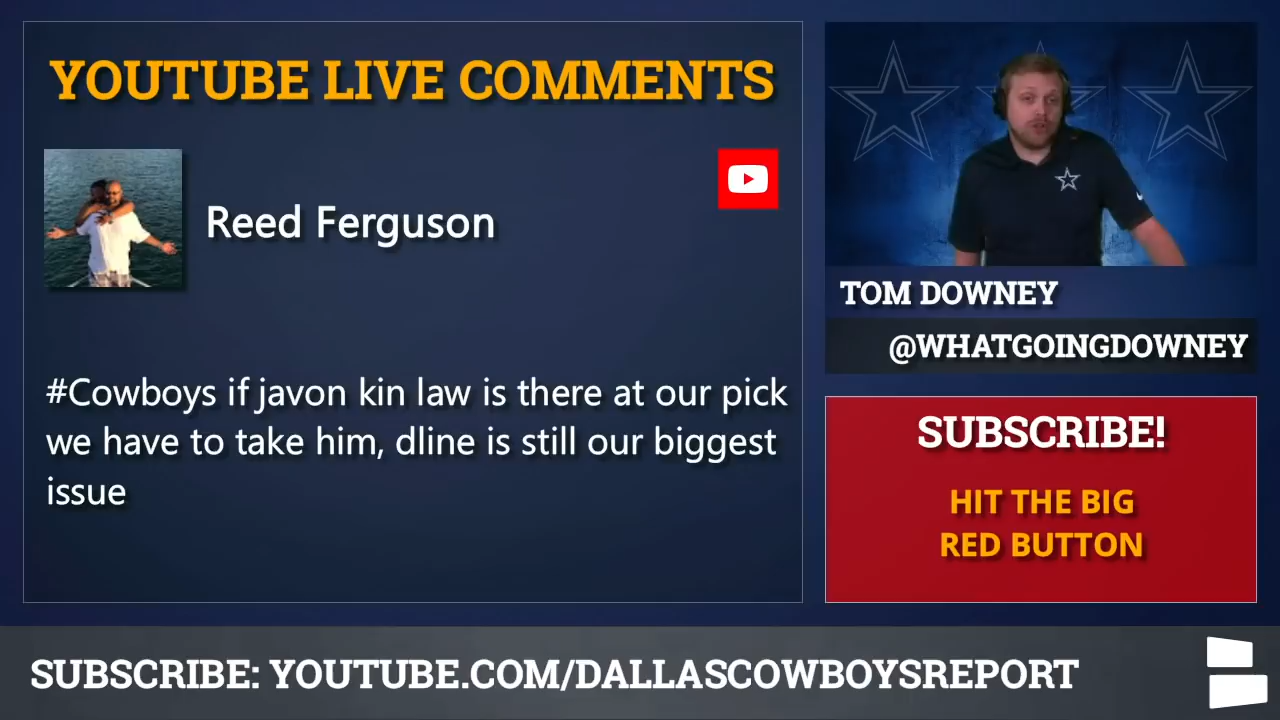 YOUTUBE LIVE COMMENTS
Reed Ferguson
#Cowboys if javon kin law is there at our pick
we have to take him, dline is still our biggest
issue
TOM DOWNEY
@WHATGOINGDOWNEY
SUBSCRIBE!
HIT THE BIG
RED BUTTON
SUBSCRIBE: YOUTUBE.COM/DALLASCOWBOYSREPORT